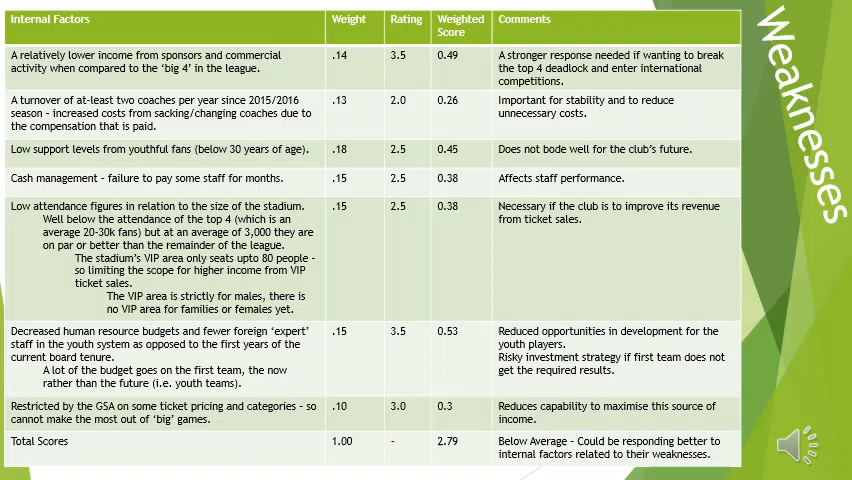 Weaknesses
Internal Factors Weight Rating Weighted Score Comments
A relatively lower income from sponsors and commercial .14 3.5 0.49 A stronger response needed if wanting to break
activity when compared to the ‘big 4’ in the league. the top 4 deadlock and enter international
competitions.
A turnover of at-least two coaches per year since 2015/2016 .13 2.0 0.26 Important for stability and to reduce
season – increased costs from sacking/changing coaches due to unnecessary costs.
the compensation that is paid.
Low support levels from youthful fans (below 30 years of age). .18 2.5 0.45 Does not bode well for the club’s future.
Cash management – failure to pay some staff for months. .15 2.5 0.38 Affects staff performance.
Low attendance figures in relation to the size of the stadium. .15 2.5 0.38 Necessary if the club is to improve its revenue
Well below the attendance of the top 4 (which is an from ticket sales.
average 20-30k fans) but at an average of 3,000 they are
on par or better than the remainder of the league.
The stadium’s VIP area only seats upto 80 people –
so limiting the scope for higher income from VIP
ticket sales.
The VIP area is strictly for males, there is
no VIP area for families or females yet.
Decreased human resource budgets and fewer foreign ‘expert’ .15 3.5 0.53 Reduced opportunities in development for the
staff in the youth system as opposed to the first years of the youth players.
current board tenure. Risky investment strategy if first team does not
A lot of the budget goes on the first team, the now get the required results.
rather than the future (i.e. youth teams).
Restricted by the GSA on some ticket pricing and categories – so .10 3.0 0.3 Reduces capability to maximise this source of
cannot make the most out of ‘big’ games. income.
Total Scores 1.00 - 2.79 Below Average – Could be responding better to
internal factors related to their weaknesses.